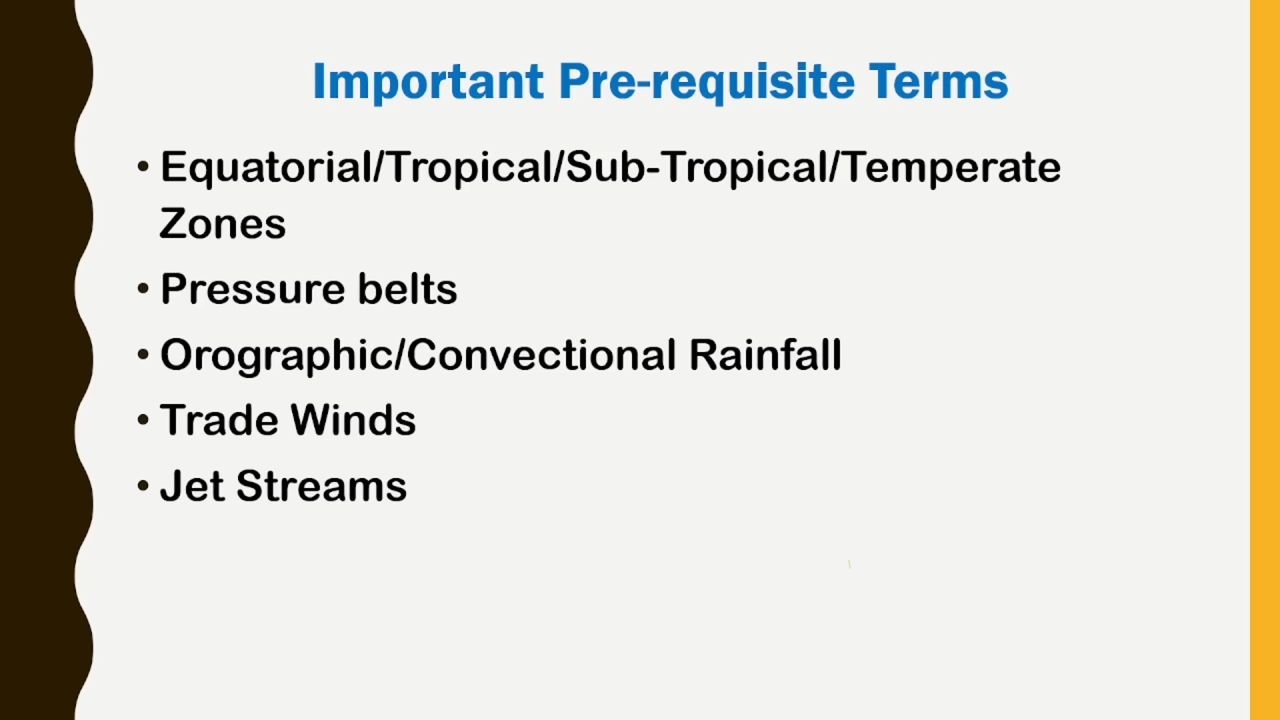 Important Pre-requisite Terms
• Equatorial/Tropical/Sub-Tropical/Temperate
Zones
• Pressure belts
• Orographic/Convectional Rainfall
• Trade Winds
• Jet Streams